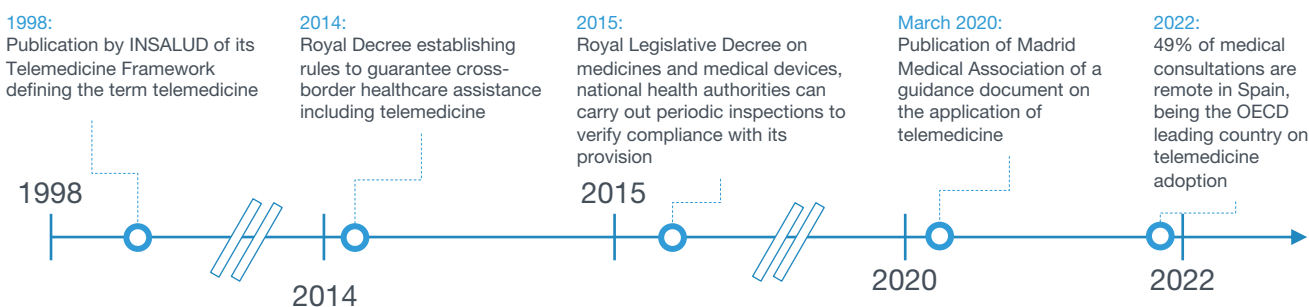 1998:
Publication by INSALUD of its
Telemedicine Framework
defining the term telemedicine
2014:
Royal Decree establishing
rules to guarantee cross-
border healthcare assistance
including telemedicine
2015:
Royal Legislative Decree on
medicines and medical devices,
national health authorities can
carry out periodic inspections to
verify compliance with its
provision
March 2020:
Publication of Madrid
Medical Association of a
guidance document on
the application of
telemedicine
2022:
49% of medical
consultations are
remote in Spain,
being the OECD
leading country on
telemedicine
adoption
1998
2014
2015
2020
2022